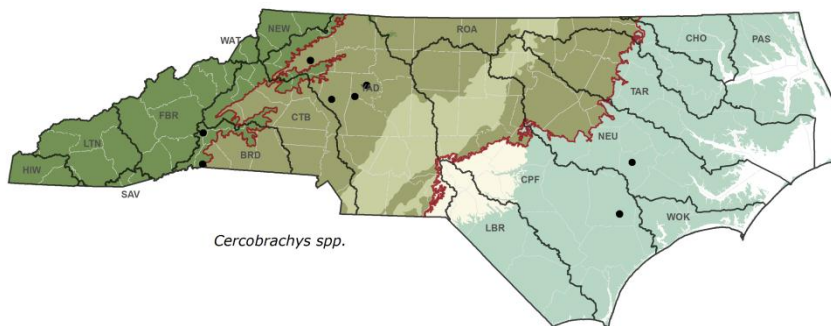 NEW
ROA
WAT
CHO
PAS
YAD
TAR
FBR
CTB
LTN
NEU
HIW
BRD
CPF
SAV
WOK
LBR
Cercobrachys spp.